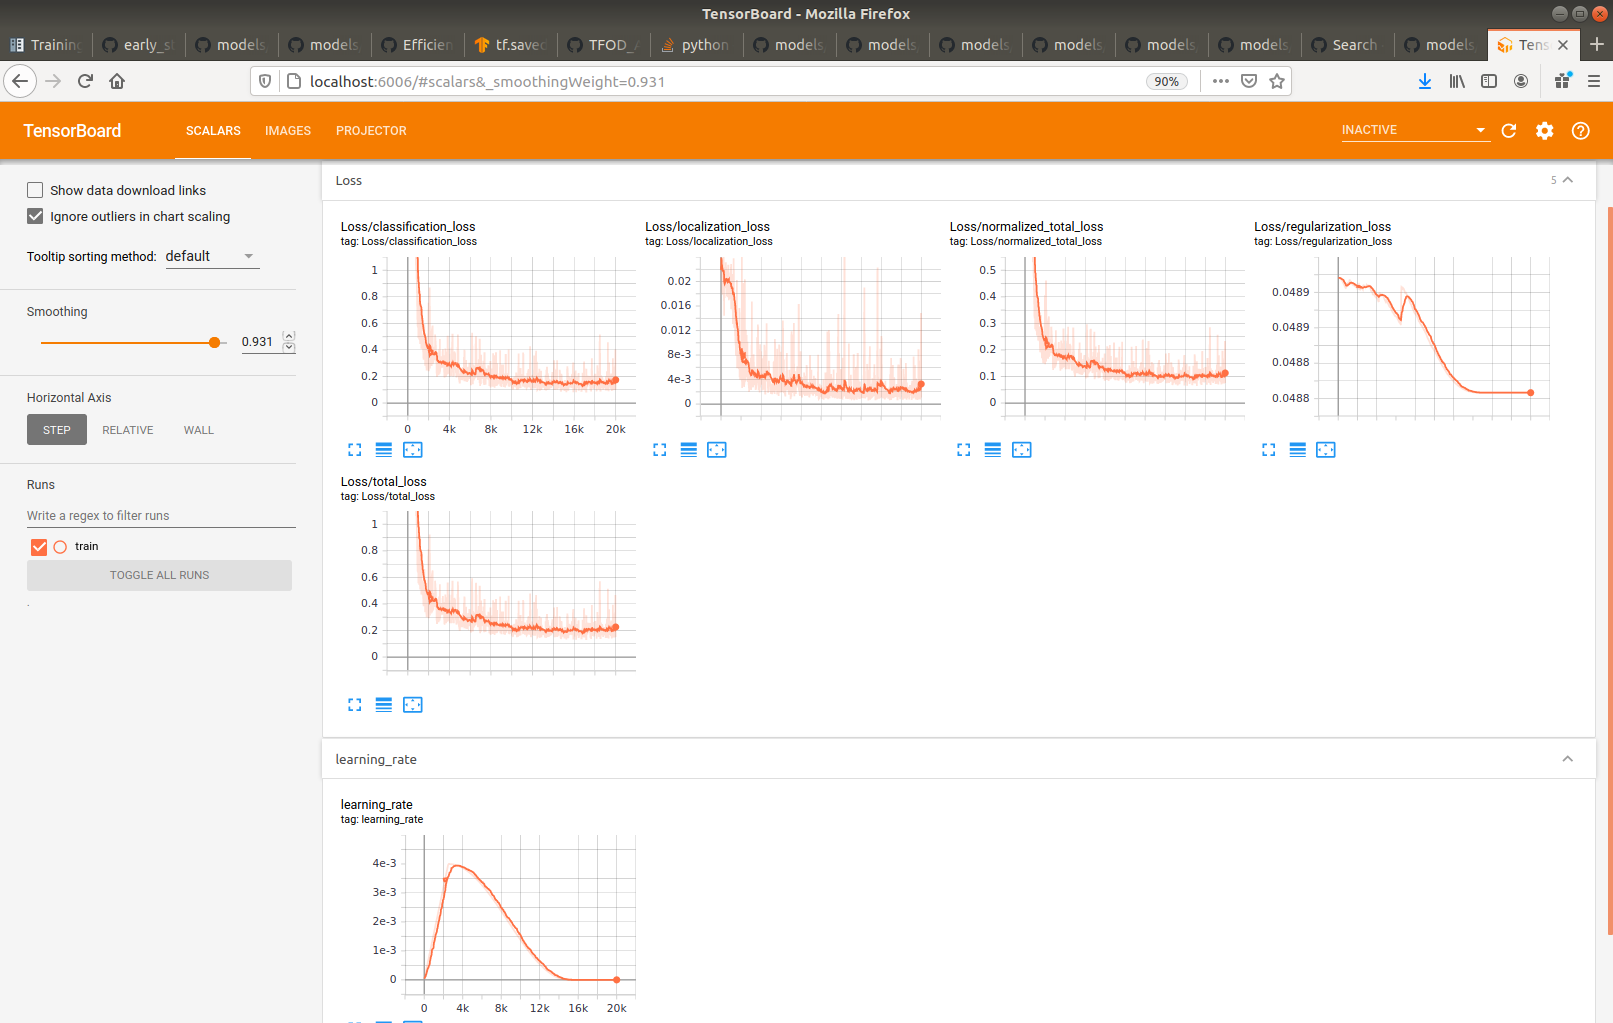 TensorBoard - Mozilla Firefox
Training early_st models models Efficien tf.saved TFOD_A python models models models models models models Search models Tens
localhost:6006/#scalars&_smoothingWeight=0.931 90%
TensorBoard SCALARS IMAGES PROJECTOR INACTIVE
Show data download links
Ignore outliers in chart scaling
Tooltip sorting method: default
Smoothing
0.931
Horizontal Axis
STEP RELATIVE WALL
Runs
Write a regex to filter runs
train
TOGGLE ALL RUNS
.
Loss 5
Loss/classification_loss
tag: Loss/classification_loss
1
0.8
0.6
0.4
0.2
0
0 4k 8k 12k 16k 20k
Loss/localization_loss
tag: Loss/localization_loss
0.02
0.016
0.012
8e-3
4e-3
0
Loss/normalized_total_loss
tag: Loss/normalized_total_loss
0.5
0.4
0.3
0.2
0.1
0
Loss/regularization_loss
tag: Loss/regularization_loss
0.0489
0.0489
0.0488
0.0488
Loss/total_loss
tag: Loss/total_loss
1
0.8
0.6
0.4
0.2
0
learning_rate
learning_rate
tag: learning_rate
4e-3
3e-3
2e-3
1e-3
0
0 4k 8k 12k 16k 20k